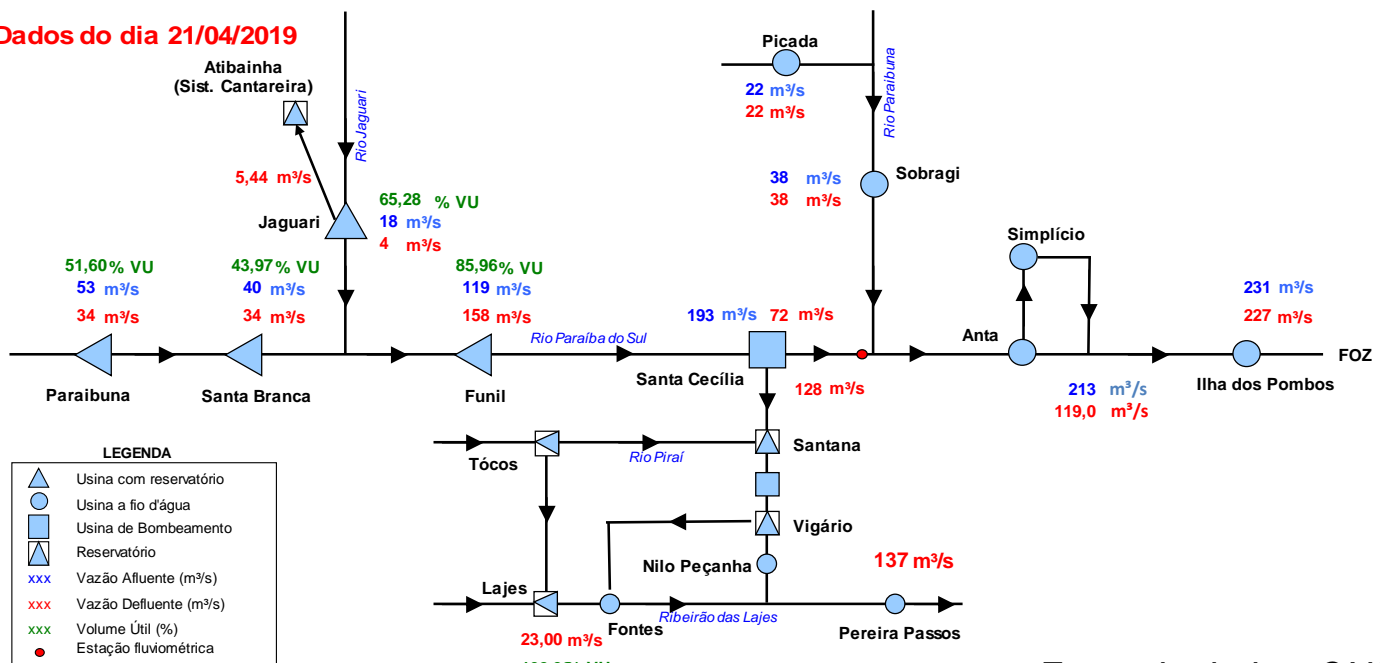 Dados do dia 21/04/2019
Atibainha
(Sist. Cantareira)
Rio Jaguari
5,44 m³/s
Jaguari
65,28 % VU
18 m³/s
4 m³/s
Picada
22 m³/s
22 m³/s
Rio Paraibuna
38 m³/s
38 m³/s
Sobragi
51,60% VU
53 m³/s
34 m³/s
Paraibuna
43,97% VU
40 m³/s
34 m³/s
Santa Branca
85,96% VU
119 m³/s
158 m³/s
Funil
Rio Paraíba do Sul
193 m³/s 72 m³/s
Santa Cecília
128 m³/s
Simplício
Anta
213 m³/s
119,0 m³/s
231 m³/s
227 m³/s
Ilha dos Pombos
FOZ
Tócos
Rio Piraí
Santana
Vigário
Nilo Peçanha
137 m³/s
Lajes
23,00 m³/s
Fontes
Ribeirão das Lajes
Pereira Passos
LEGENDA
Usina com reservatório
Usina a fio d'água
Usina de Bombeamento
Reservatório
xxx Vazão Afluente (m³/s)
xxx Vazão Defluente (m³/s)
xxx Volume Útil (%)
Estação fluviométrica